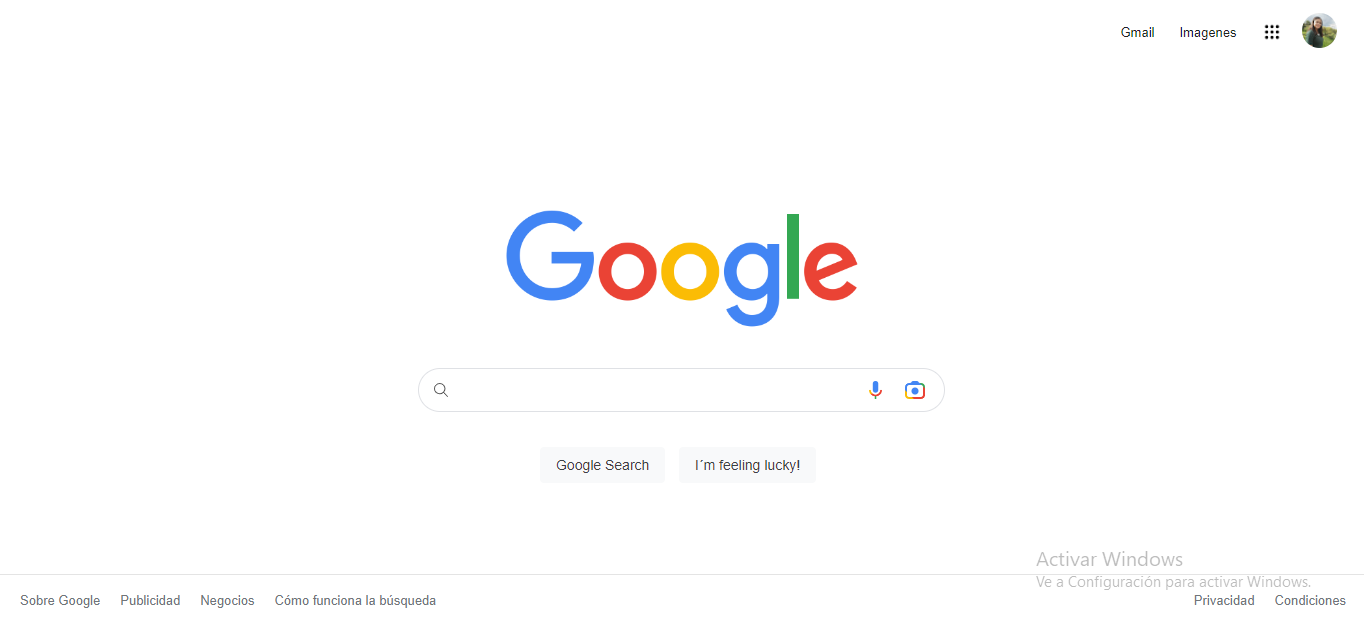 Gmail Imagenes
Google
Google Search I´m feeling lucky!
Activar Windows
Ve a Configuración para activar Windows.
Sobre Google Publicidad Negocios Cómo funciona la búsqueda Privacidad Condiciones